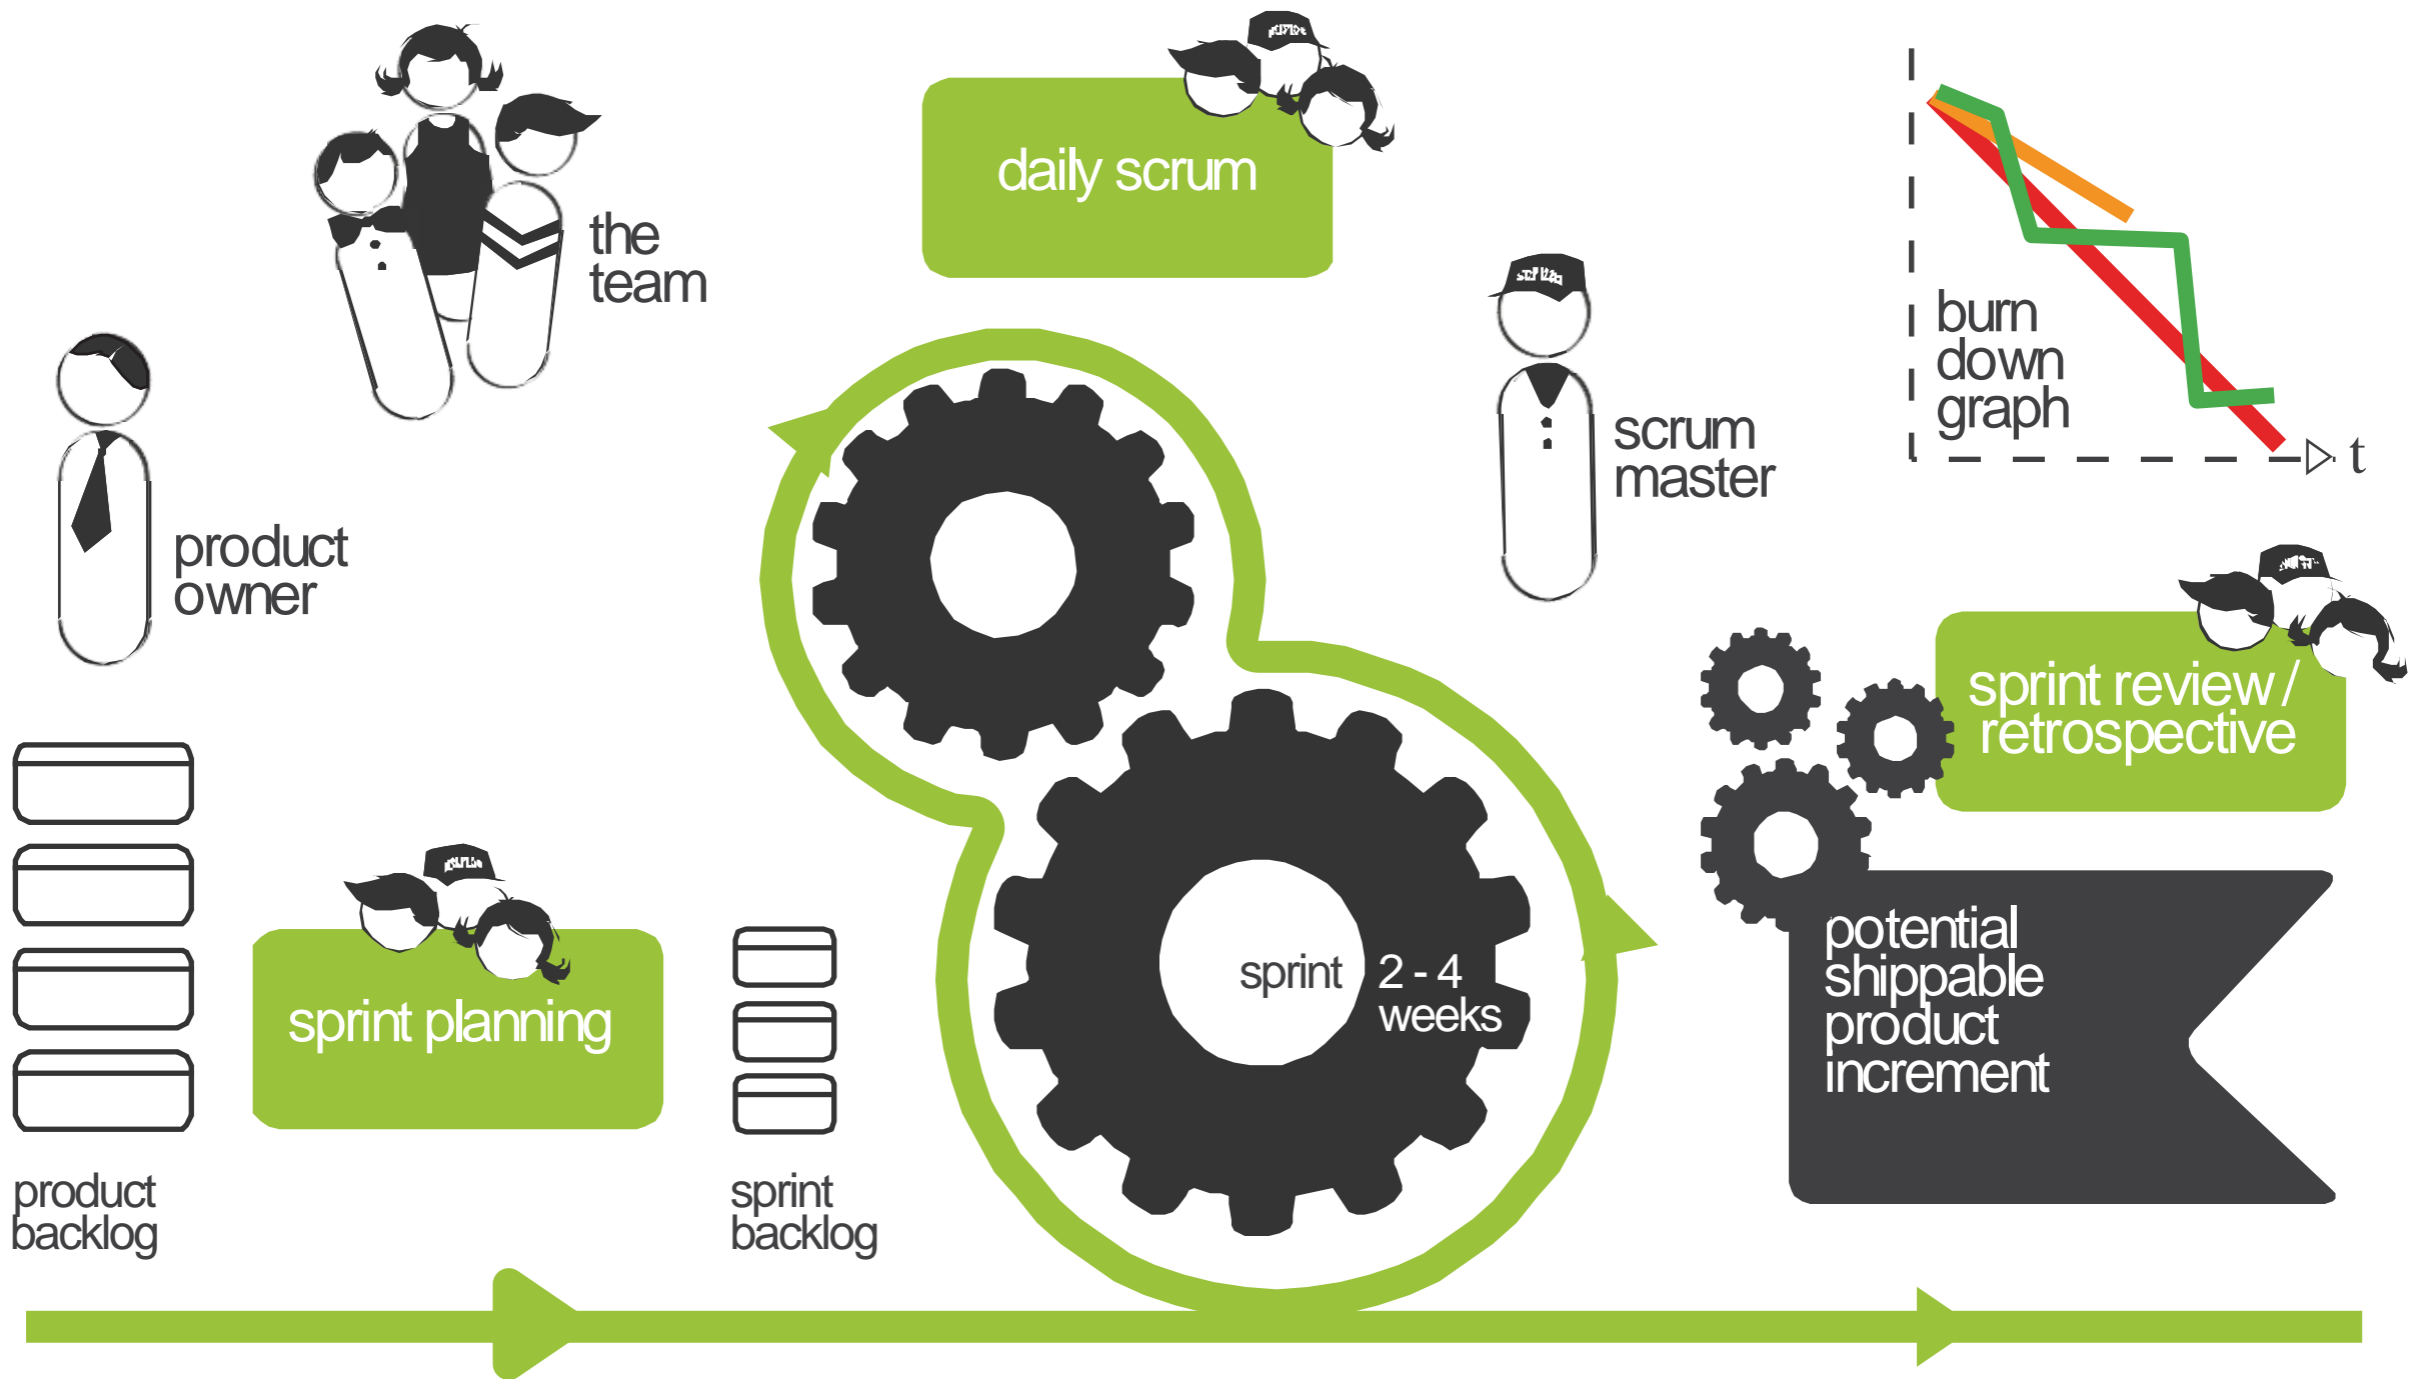 the
team
daily scrum
burn
down
graph
t
scrum
master
product
owner
sprint review /
retrospective
sprint planning
sprint
2 - 4
weeks
potential
shippable
product
increment
product
backlog
sprint
backlog